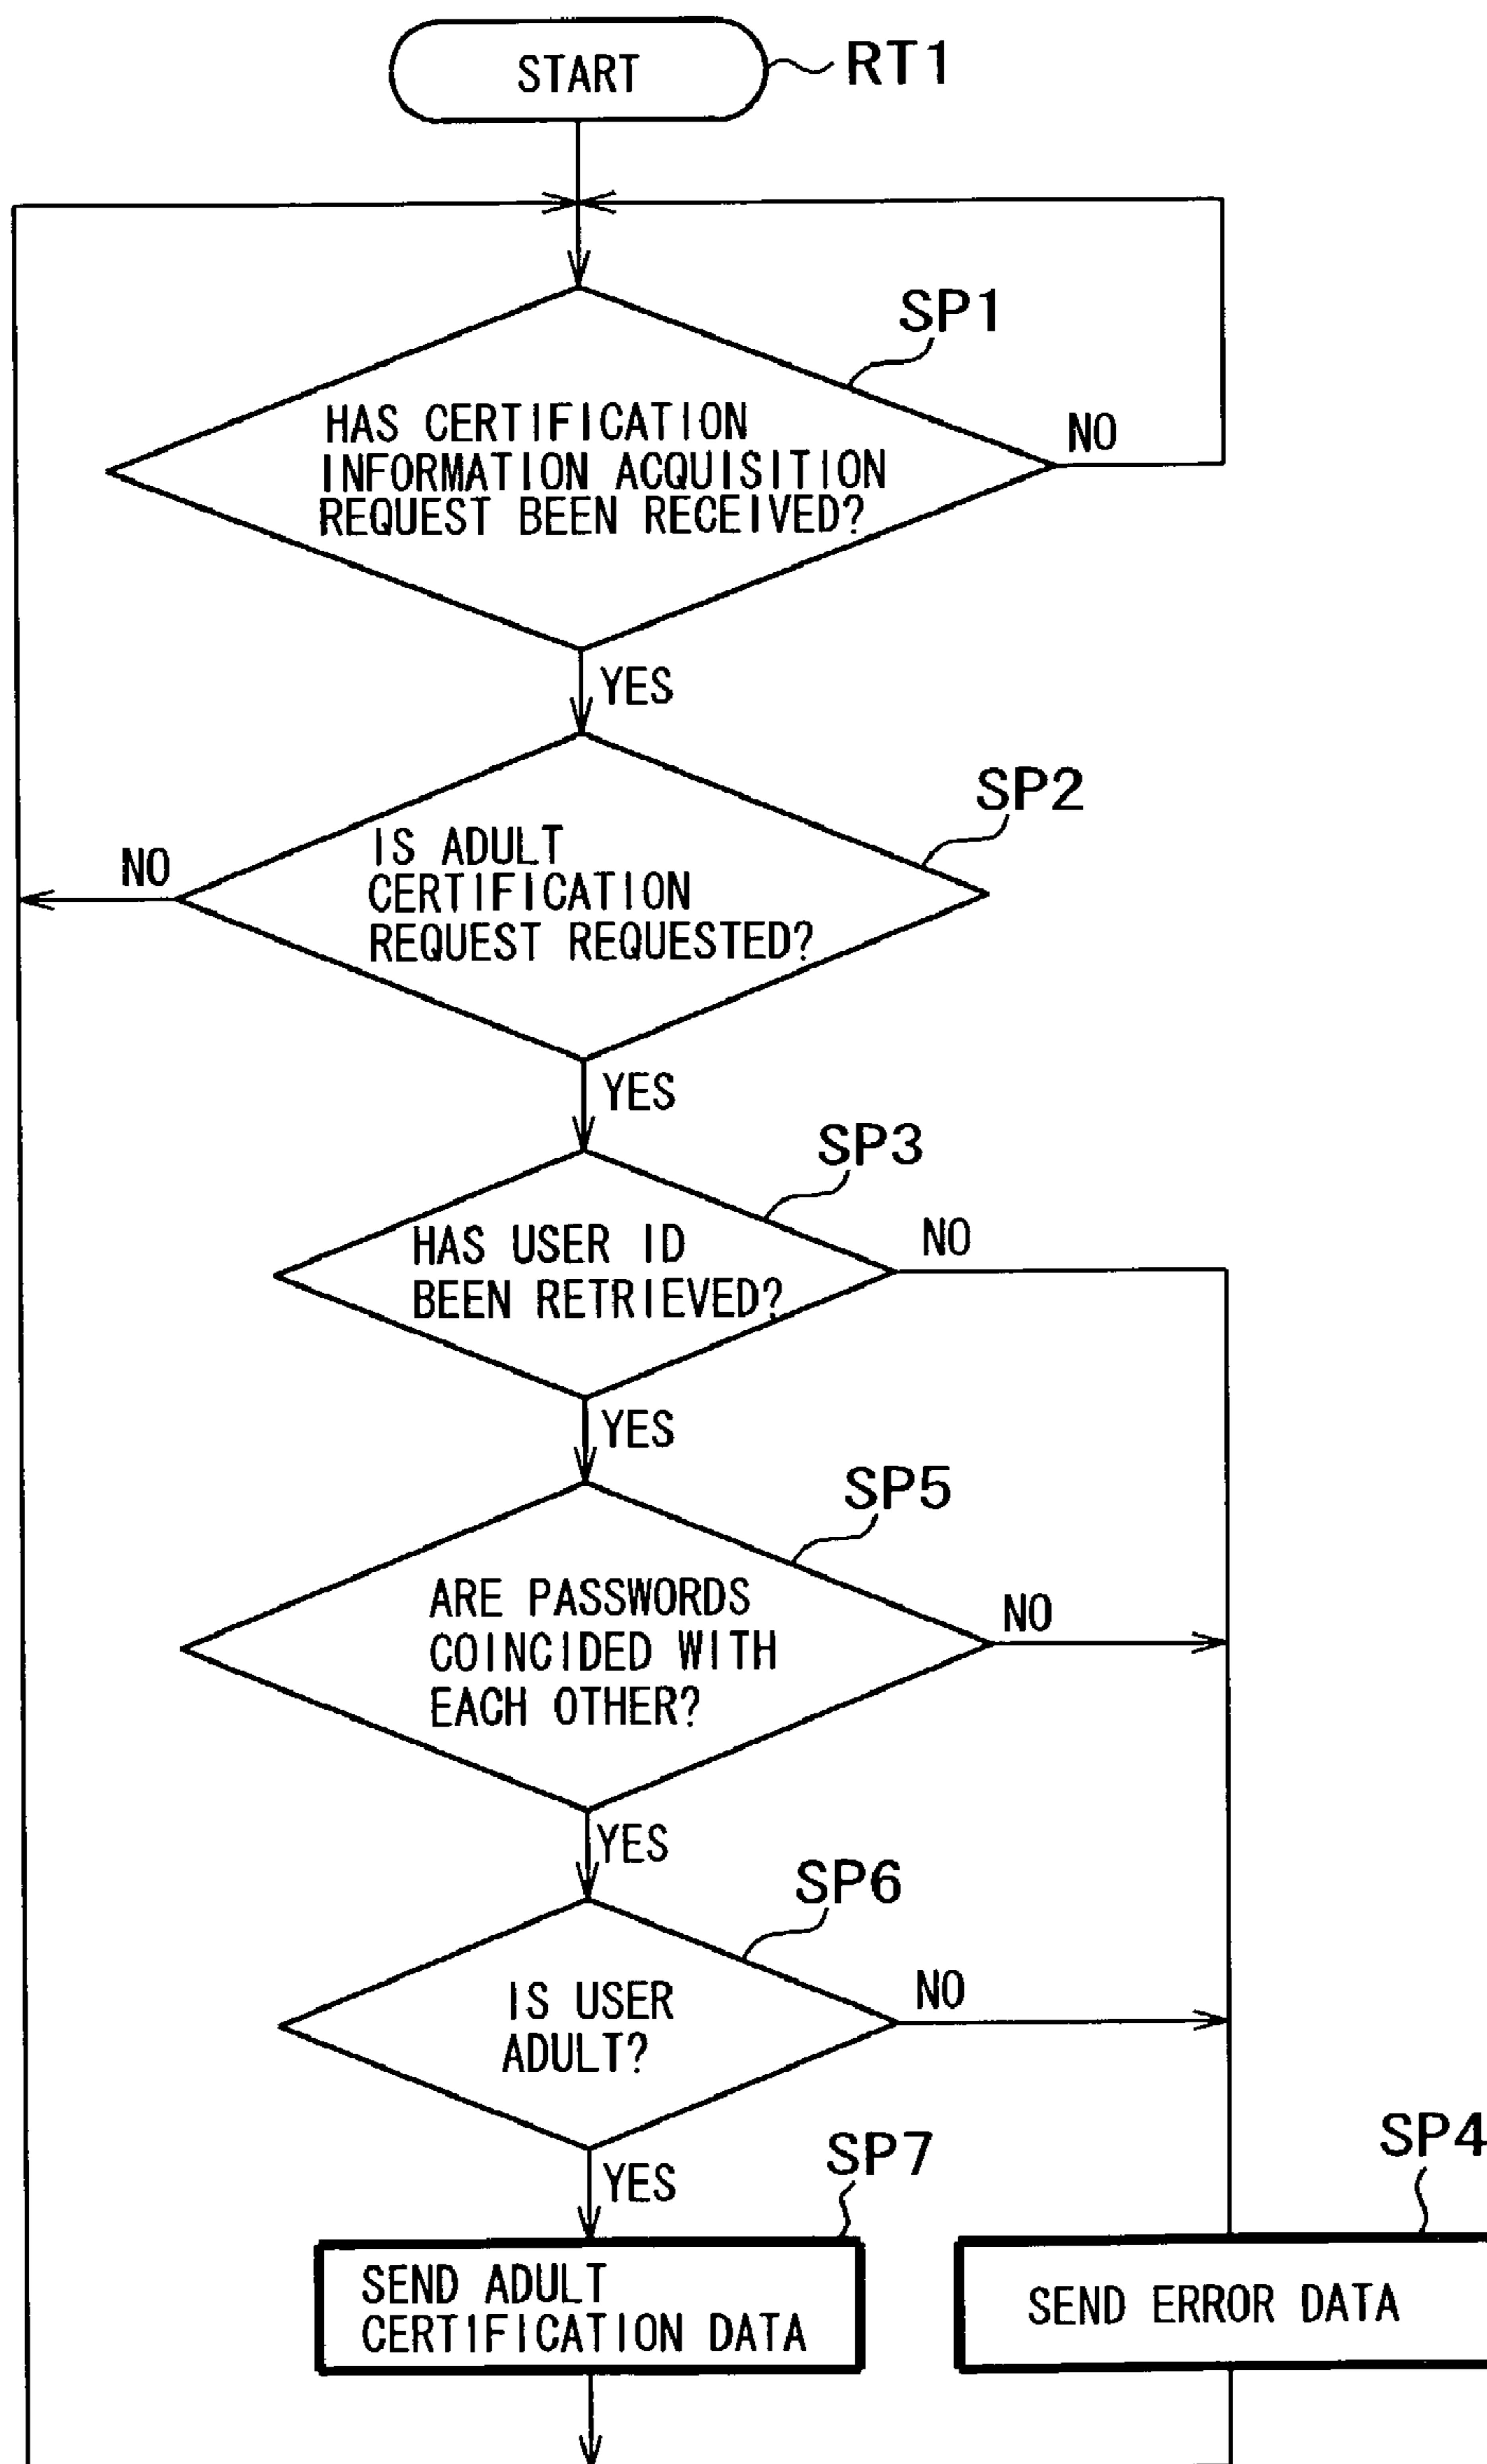 START
RT1
SP1
HAS CERTIFICATION
INFORMATION ACQUISITION
REQUEST BEEN RECEIVED?
NO
YES
SP2
IS ADULT
CERTIFICATION
REQUEST REQUESTED?
NO
YES
SP3
HAS USER ID
BEEN RETRIEVED?
NO
YES
SP5
ARE PASSWORDS
COINCIDED WITH
EACH OTHER?
NO
YES
SP6
IS USER
ADULT?
NO
YES
SP7
SEND ADULT
CERTIFICATION DATA
SP4
SEND ERROR DATA